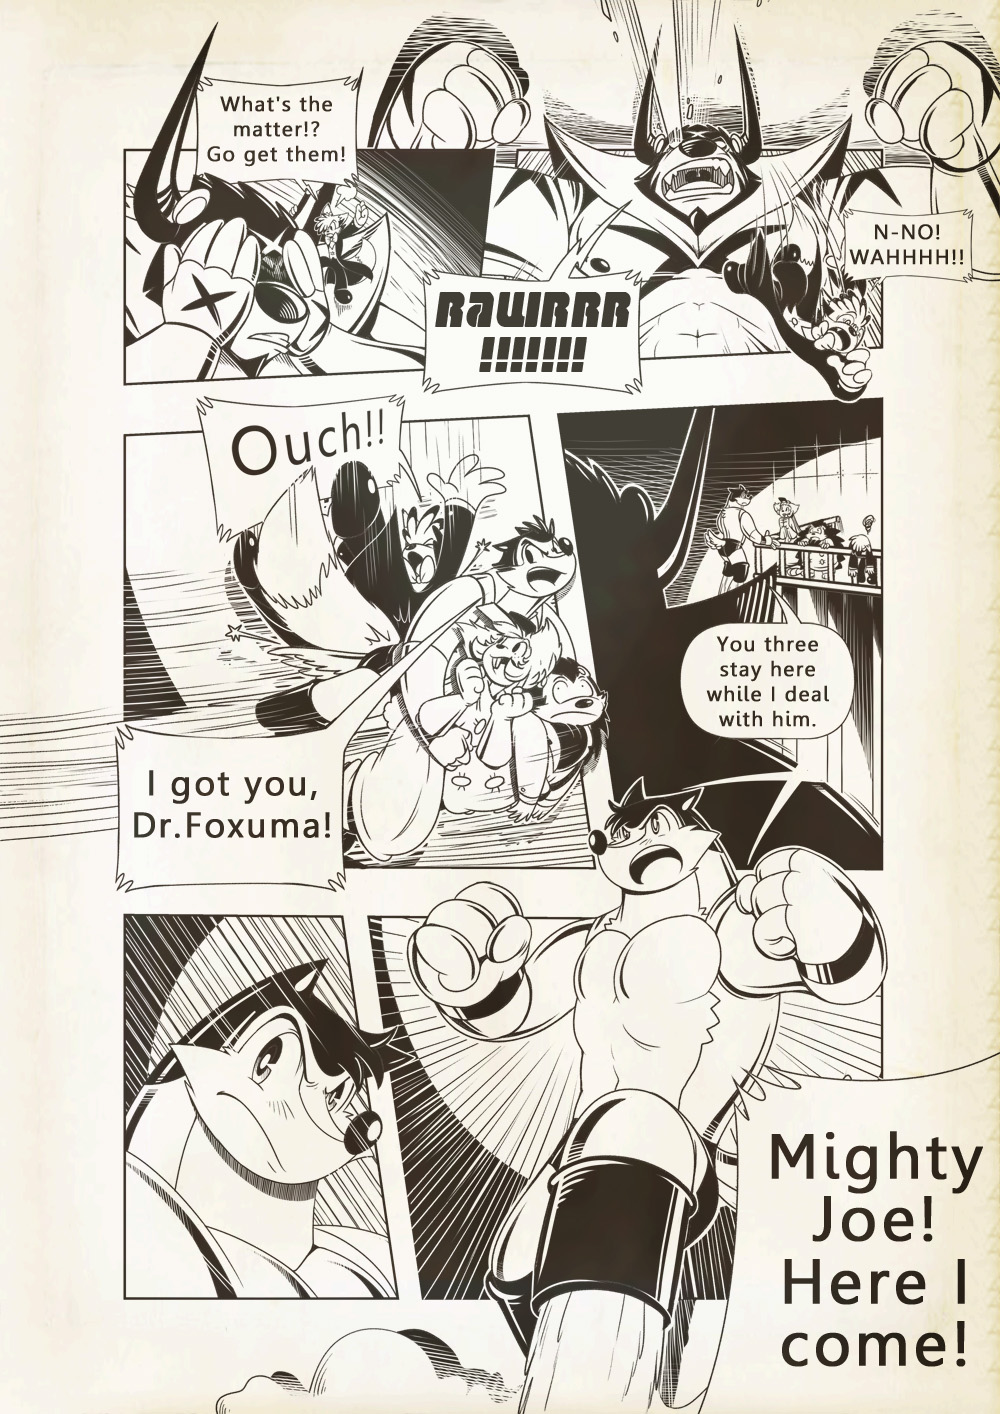 What's the
matter!?
Go get them!
RAWRRR
!!!!!!!
N-NO!
WAHHHH!!
Ouch!!
I got you,
Dr.Foxuma!
You three
stay here
while I deal
with him.
Mighty
Joe!
Here I
come!